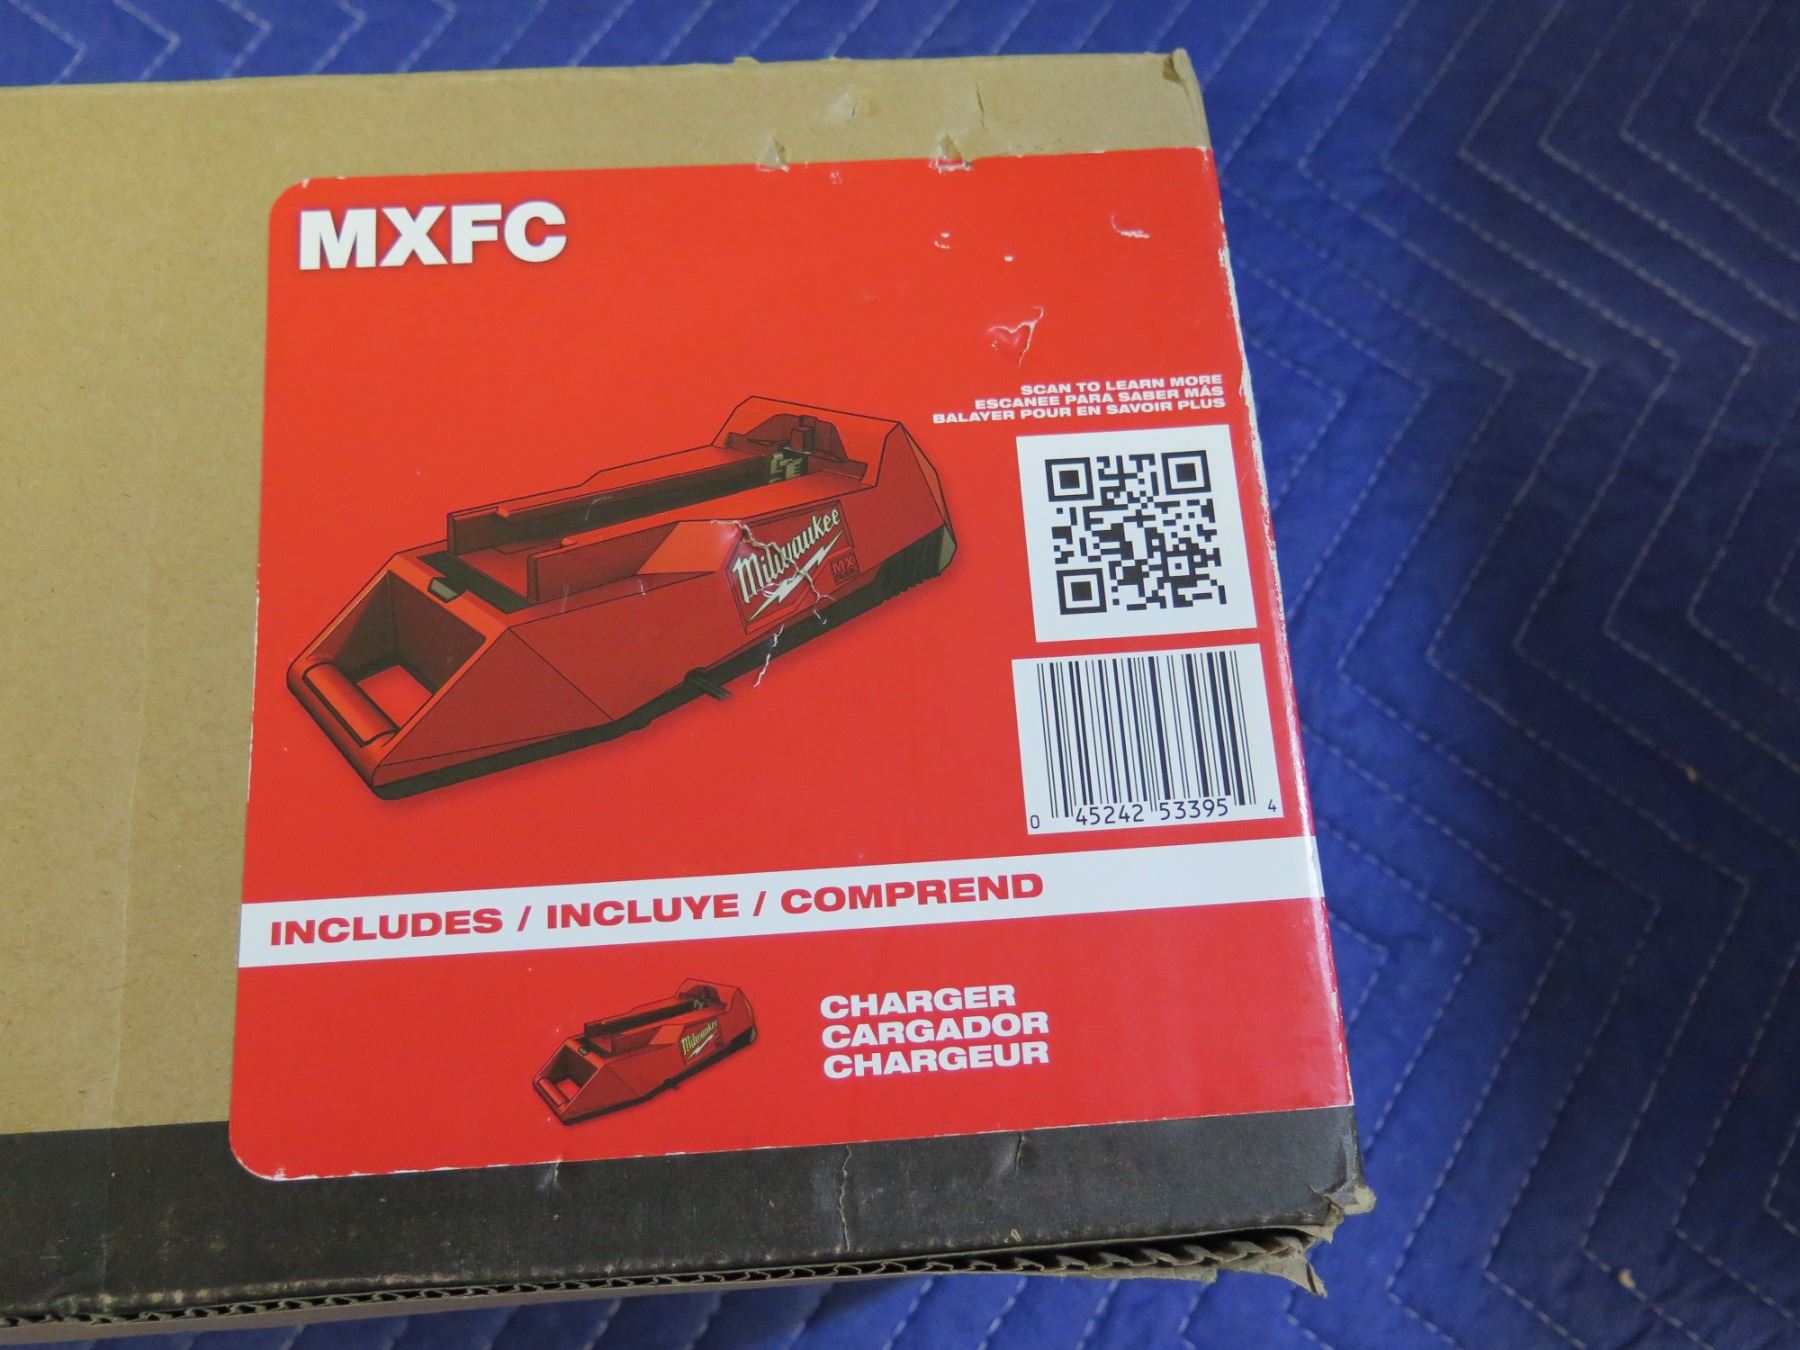 MXFC
SCAN TO LEARN MORE
ESCANEE PARA SABER MÁS
BALAYER POUR EN SAVOIR PLUS
Milwaukee
MX
0 45242 53395 4
INCLUDES / INCLUYE / COMPREND
Milwaukee
CHARGER
CARGADOR
CHARGEUR